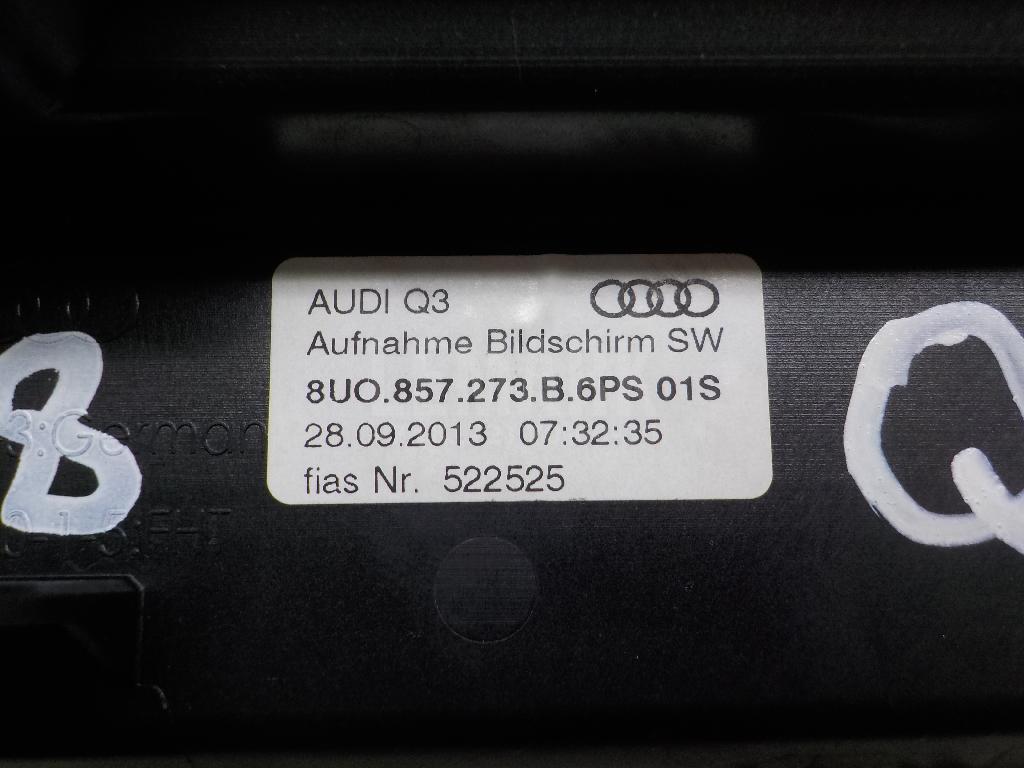 AUDI Q3
Aufnahme Bildschirm SW
8UO.857.273.B.6PS 01S
28.09.2013 07:32:35
fias Nr. 522525
B
Q